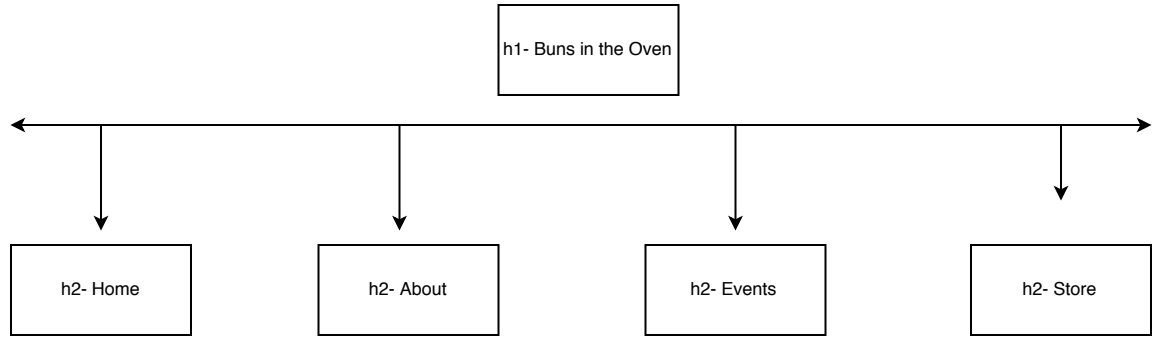 h1- Buns in the Oven
h2- Home
h2- About
h2- Events
h2- Store